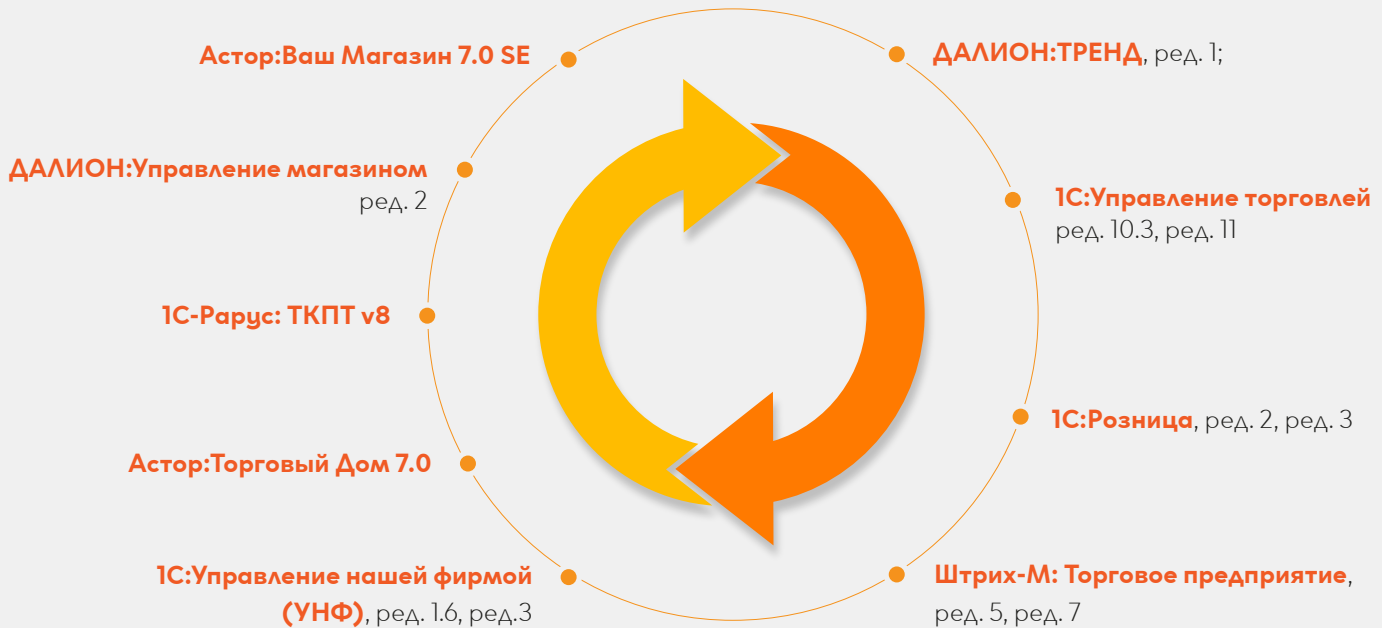 Астор:Ваш Магазин 7.0 SE
ДАЛИОН:ТРЕНД, ред. 1;
ДАЛИОН:Управление магазином
ред. 2
1С:Управление торговлей
ред. 10.3, ред. 11
1С-Рарус: ТКПТ v8
1С:Розница, ред. 2, ред. 3
Астор:Торговый Дом 7.0
1С:Управление нашей фирмой
(УНФ), ред. 1.6, ред.3
Штрих-М: Торговое предприятие,
ред. 5, ред. 7